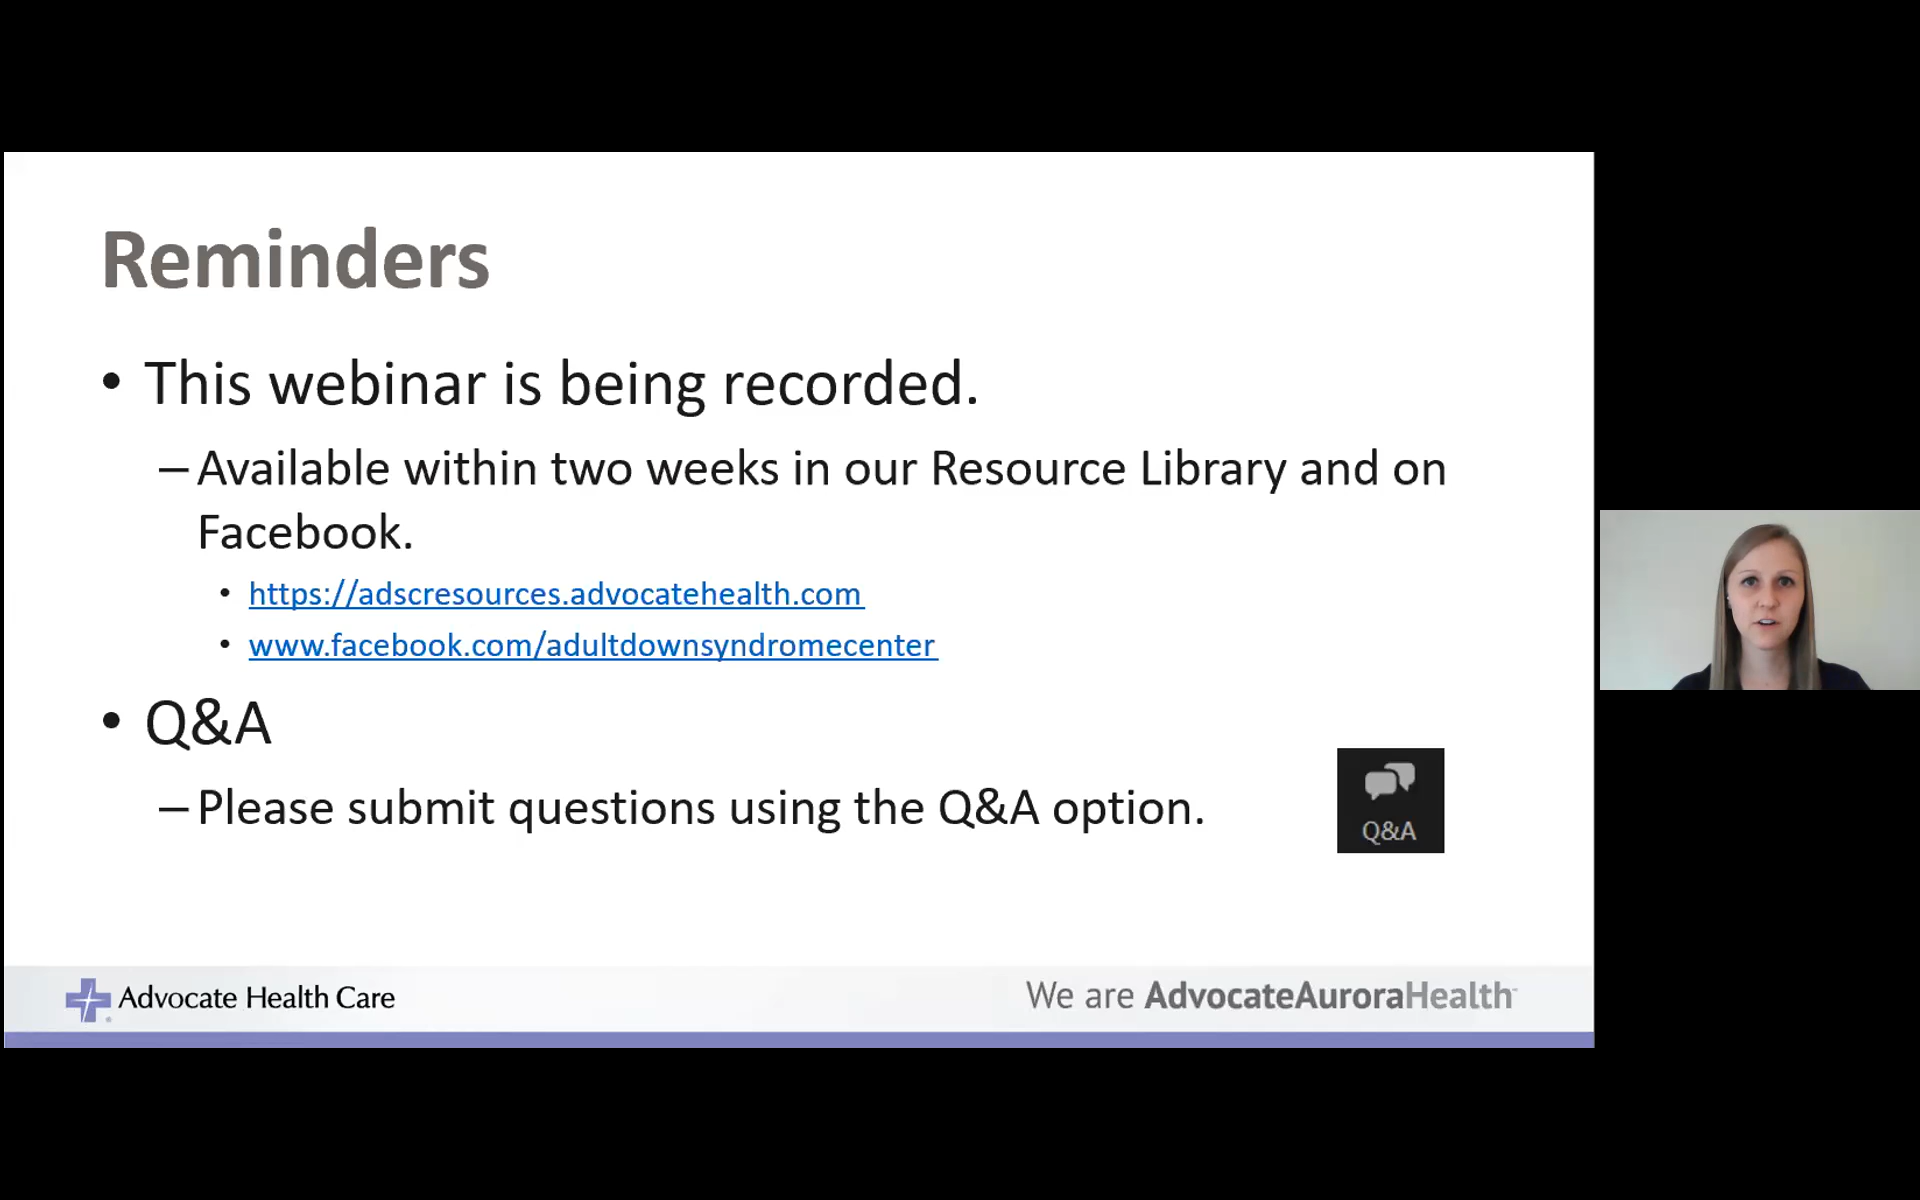 Reminders
• This webinar is being recorded.
– Available within two weeks in our Resource Library and on
Facebook.
• https://adscresources.advocatehealth.com
• www.facebook.com/adultdownsyndromecenter
• Q&A
– Please submit questions using the Q&A option.
Q&A
Advocate Health Care
We are AdvocateAuroraHealth